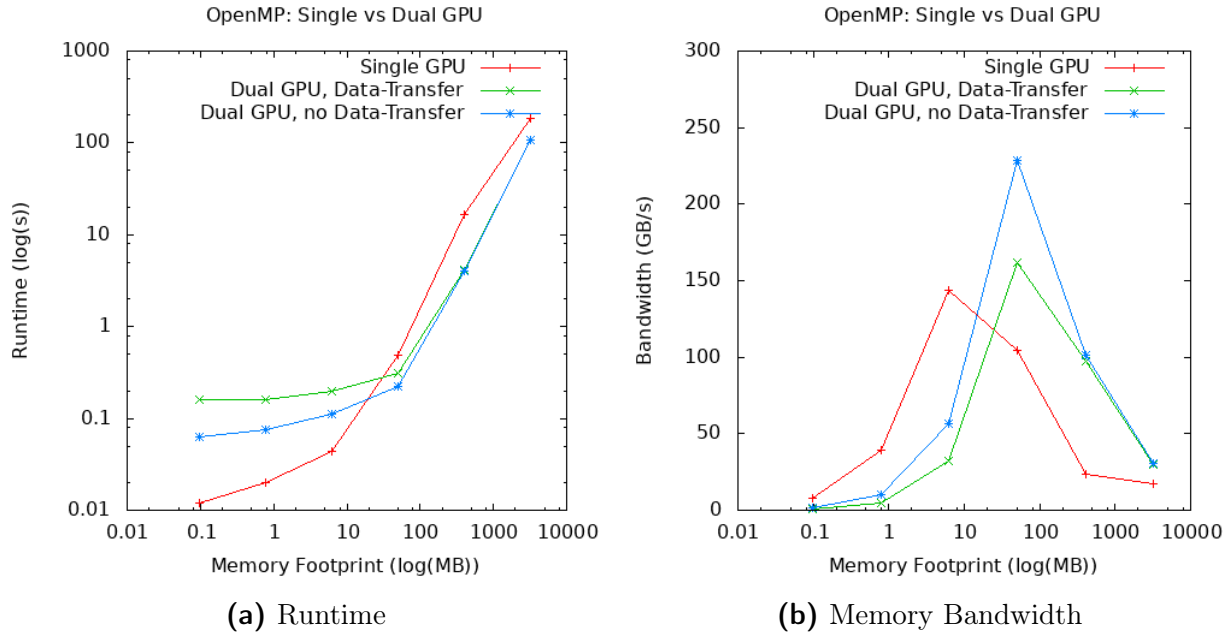 OpenMP: Single vs Dual GPU
1000
100
10
1
0.1
0.01
Runtime (log(s))
Single GPU
Dual GPU, Data-Transfer
Dual GPU, no Data-Transfer
0.01 0.1 1 10 100 1000 10000
Memory Footprint (log(MB))
(a) Runtime
OpenMP: Single vs Dual GPU
300
250
200
150
100
50
0
Bandwidth (GB/s)
Single GPU
Dual GPU, Data-Transfer
Dual GPU, no Data-Transfer
0.01 0.1 1 10 100 1000 10000
Memory Footprint (log(MB))
(b) Memory Bandwidth